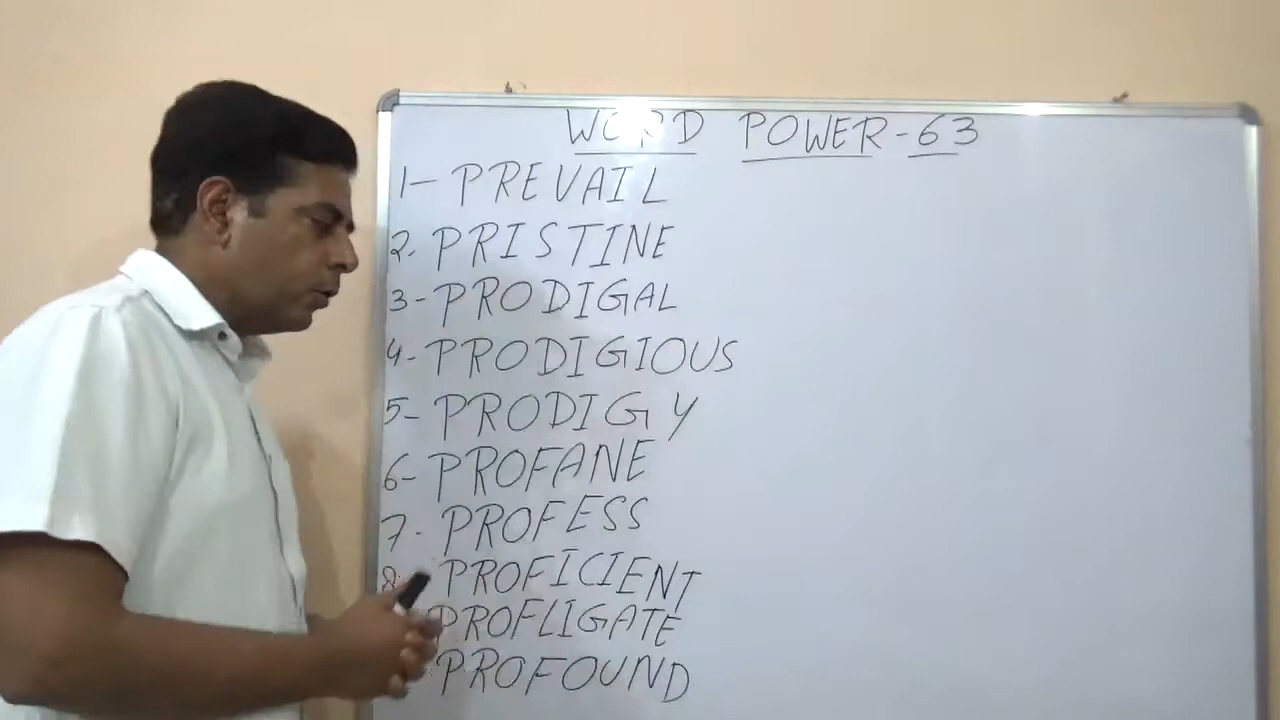 WORD POWER-63
1- PREVAIL
2- PRISTINE
3- PRODIGAL
4- PRODIGIOUS
5- PRODIGY
6- PROFANE
7- PROFESS
8- PROFICIENT
PROFLIGATE
PROFOUND